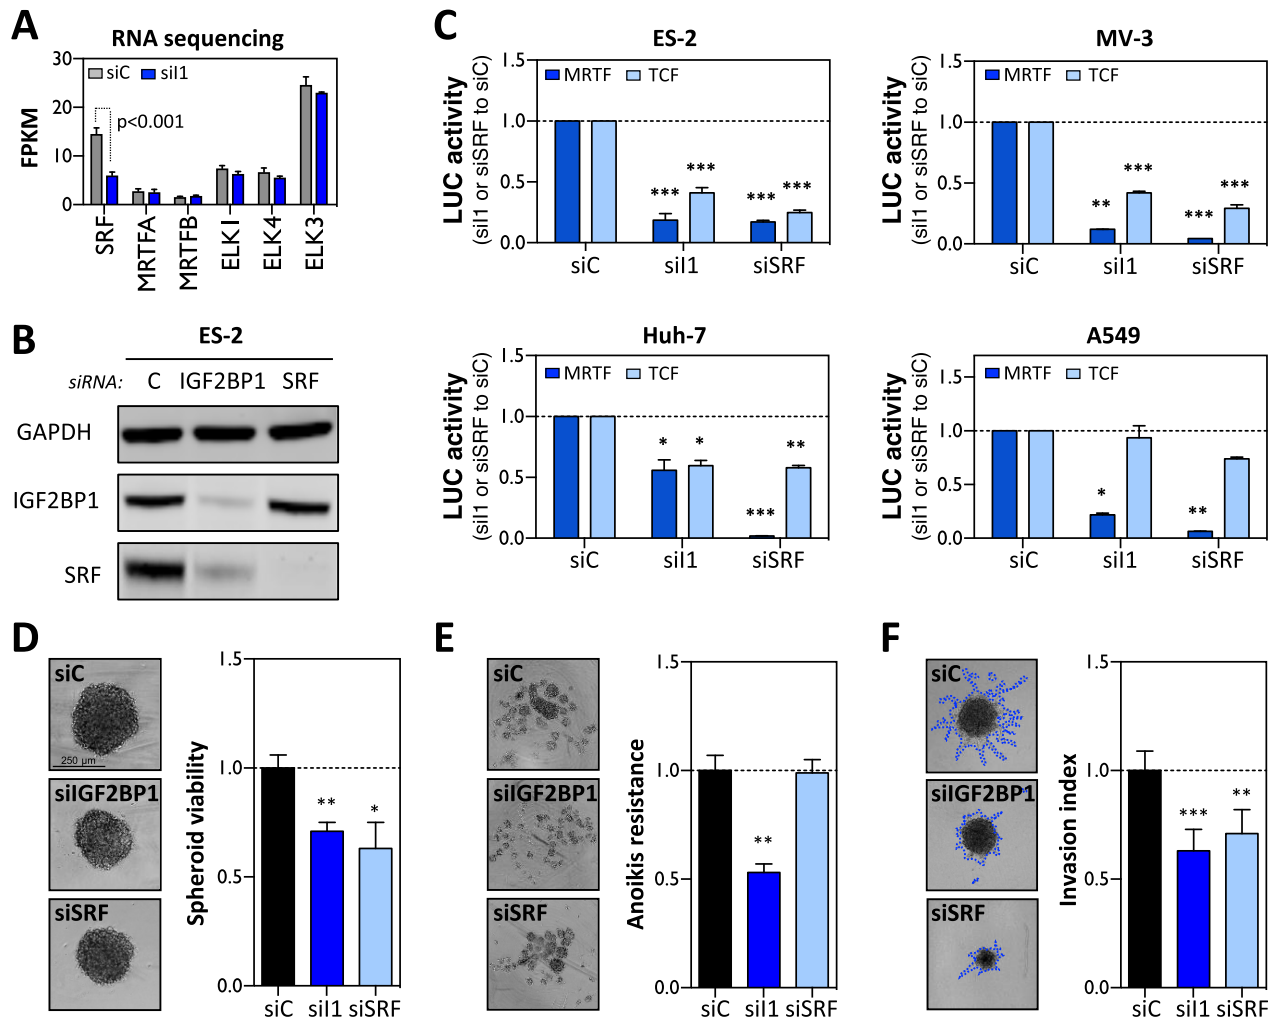 A
RNA sequencing
30
20
10
0
FPKM
siC siI1
p<0.001
SRF
MRTFA
MRTFB
ELK1
ELK4
ELK3
B
ES-2
siRNA: C IGF2BP1 SRF
GAPDH
IGF2BP1
SRF
C
ES-2
LUC activity
(siI1 or siSRF to siC)
1.5
1.0
0.5
0.0
MRTF TCF
*** *** *** ***
siC siI1 siSRF
MV-3
LUC activity
(siI1 or siSRF to siC)
1.5
1.0
0.5
0.0
MRTF TCF
** *** *** ***
siC siI1 siSRF
Huh-7
LUC activity
(siI1 or siSRF to siC)
1.5
1.0
0.5
0.0
MRTF TCF
* * *** **
siC siI1 siSRF
A549
LUC activity
(siI1 or siSRF to siC)
1.5
1.0
0.5
0.0
MRTF TCF
* **
siC siI1 siSRF
D
siC
250 µm
siIGF2BP1
siSRF
Spheroid viability
1.5
1.0
0.5
0.0
** *
siC siI1 siSRF
E
siC
siIGF2BP1
siSRF
Anoikis resistance
1.5
1.0
0.5
0.0
**
siC siI1 siSRF
F
siC
siIGF2BP1
siSRF
Invasion index
1.5
1.0
0.5
0.0
*** **
siC siI1 siSRF